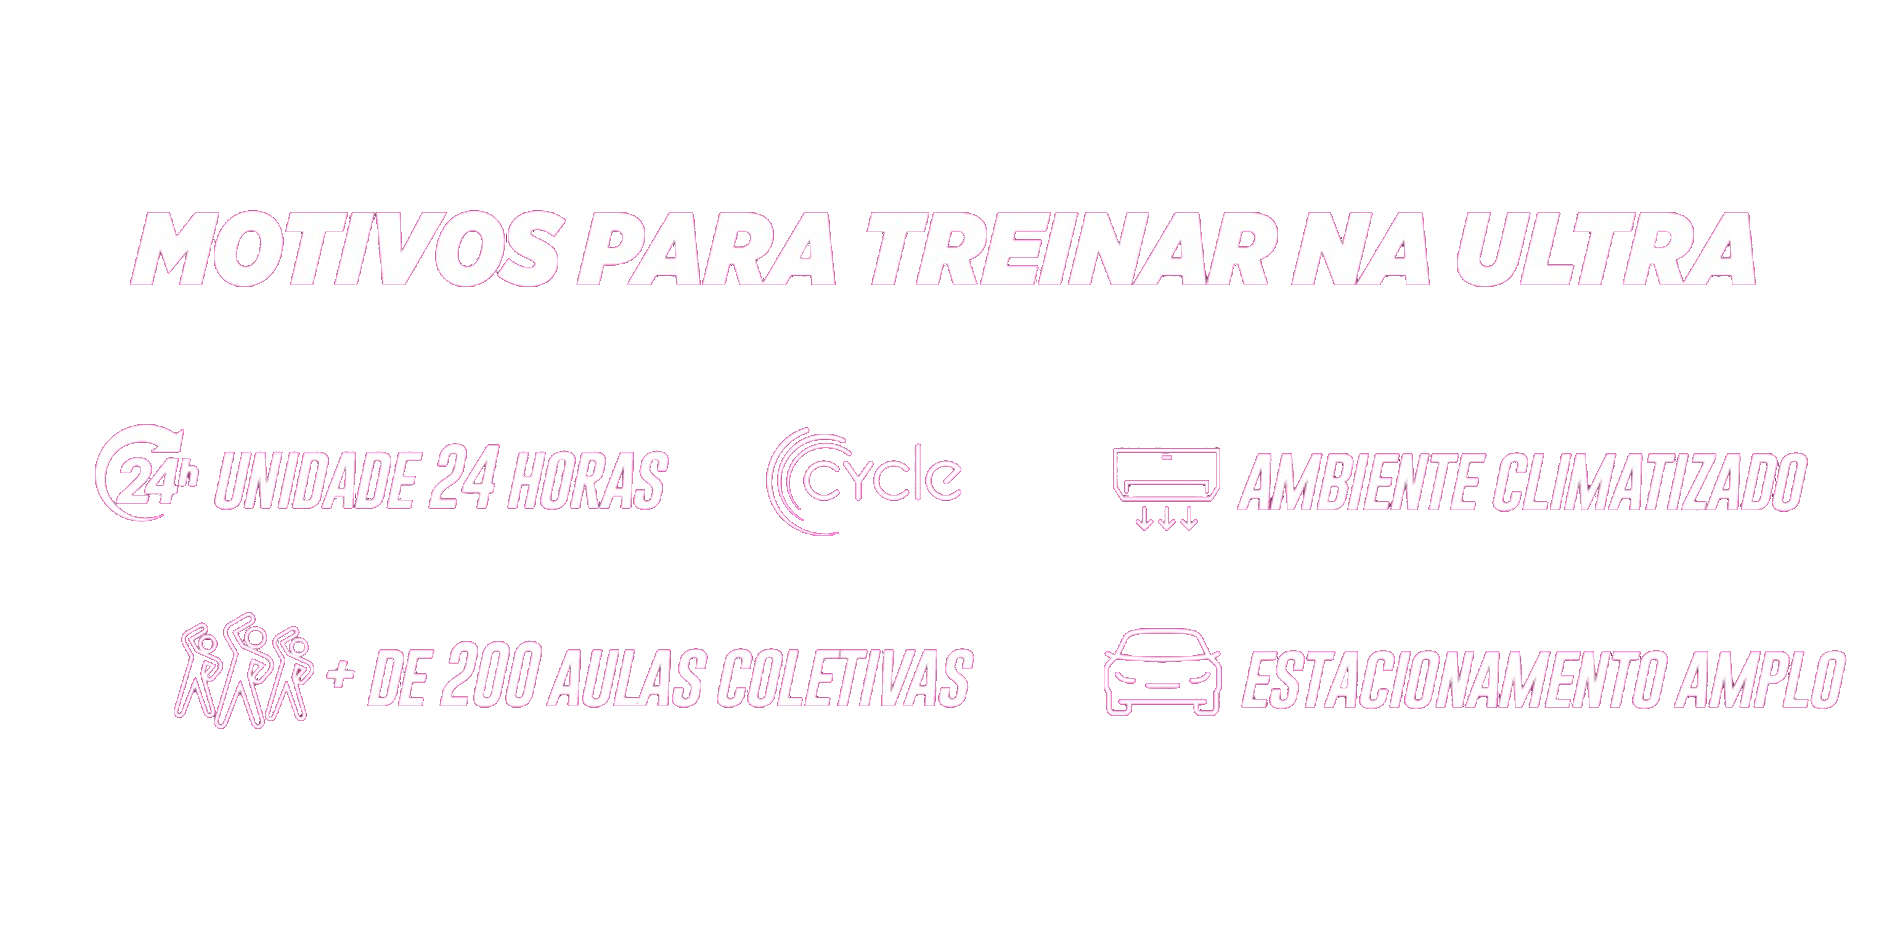 MOTIVOS PARA TREINAR NA ULTRA
24h UNIDADE 24 HORAS
cycle
AMBIENTE CLIMATIZADO
+ DE 200 AULAS COLETIVAS
ESTACIONAMENTO AMPLO